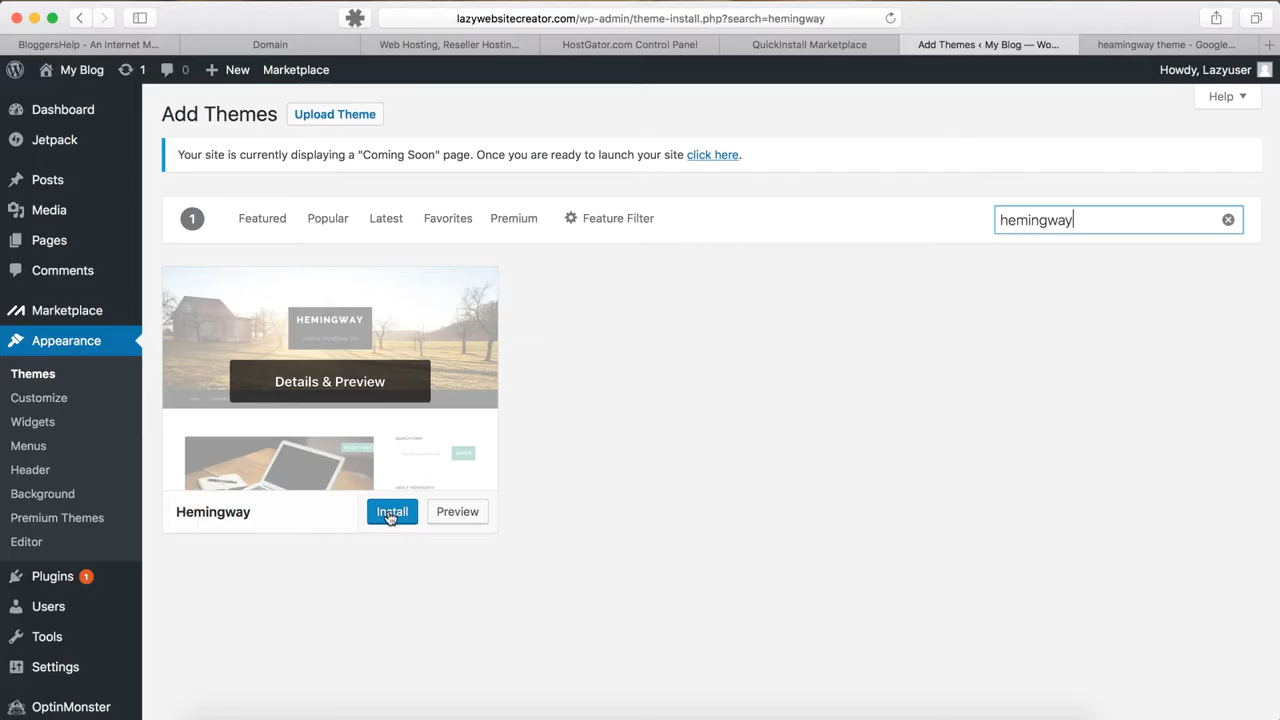 lazywebsitecreator.com/wp-admin/theme-install.php?search=hemingway
BloggersHelp - An Internet M...
Domain
Web Hosting, Reseller Hostin...
HostGator.com Control Panel
QuickInstall Marketplace
Add Themes ‹ My Blog — Wo...
heamingway theme - Google...
My Blog
1
0
New
Marketplace
Howdy, Lazyuser
Dashboard
Jetpack
Posts
Media
Pages
Comments
Marketplace
Appearance
Themes
Customize
Widgets
Menus
Header
Background
Premium Themes
Editor
Plugins 1
Users
Tools
Settings
OptinMonster
Help
Add Themes
Upload Theme
Your site is currently displaying a "Coming Soon" page. Once you are ready to launch your site click here.
1
Featured
Popular
Latest
Favorites
Premium
Feature Filter
hemingway
HEMINGWAY
Details & Preview
Hemingway
Install
Preview